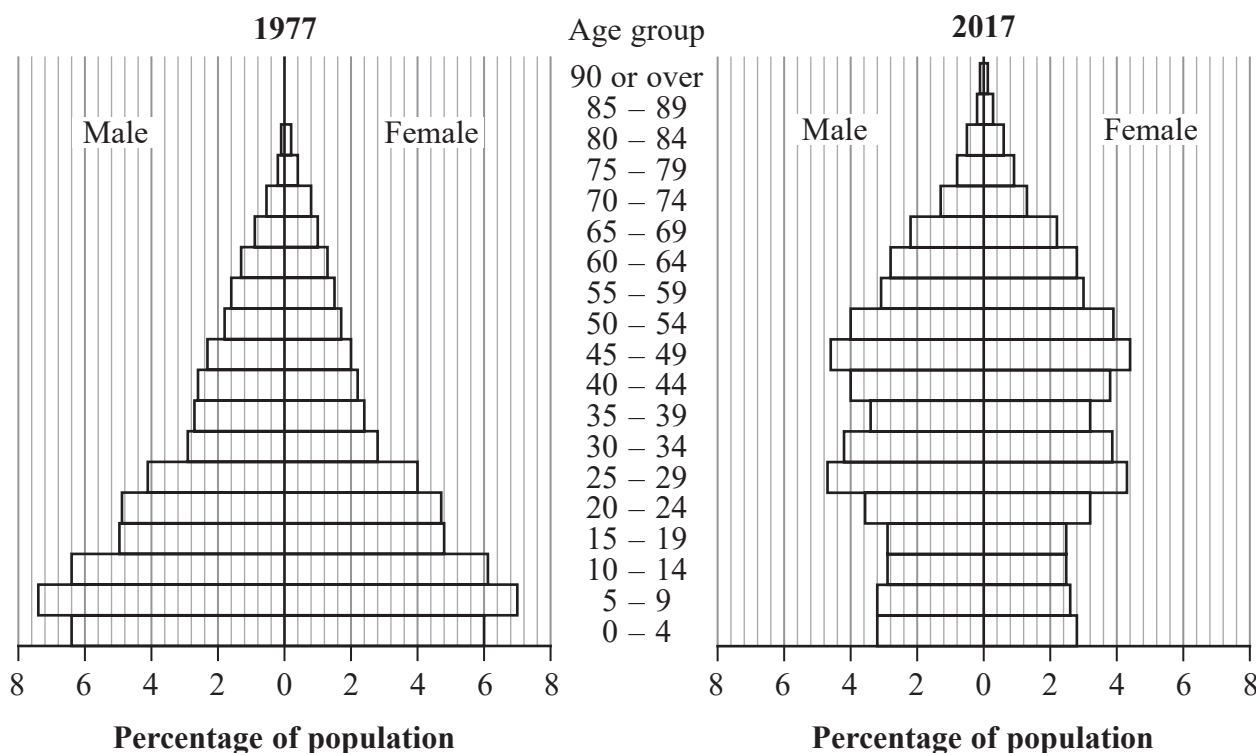 1977
Age group
2017
90 or over
85 – 89
Male
Female
80 – 84
Male
Female
75 – 79
70 – 74
65 – 69
60 – 64
55 – 59
50 – 54
45 – 49
40 – 44
35 – 39
30 – 34
25 – 29
20 – 24
15 – 19
10 – 14
5 – 9
0 – 4
8 6 4 2 0 2 4 6 8
8 6 4 2 0 2 4 6 8
Percentage of population
Percentage of population